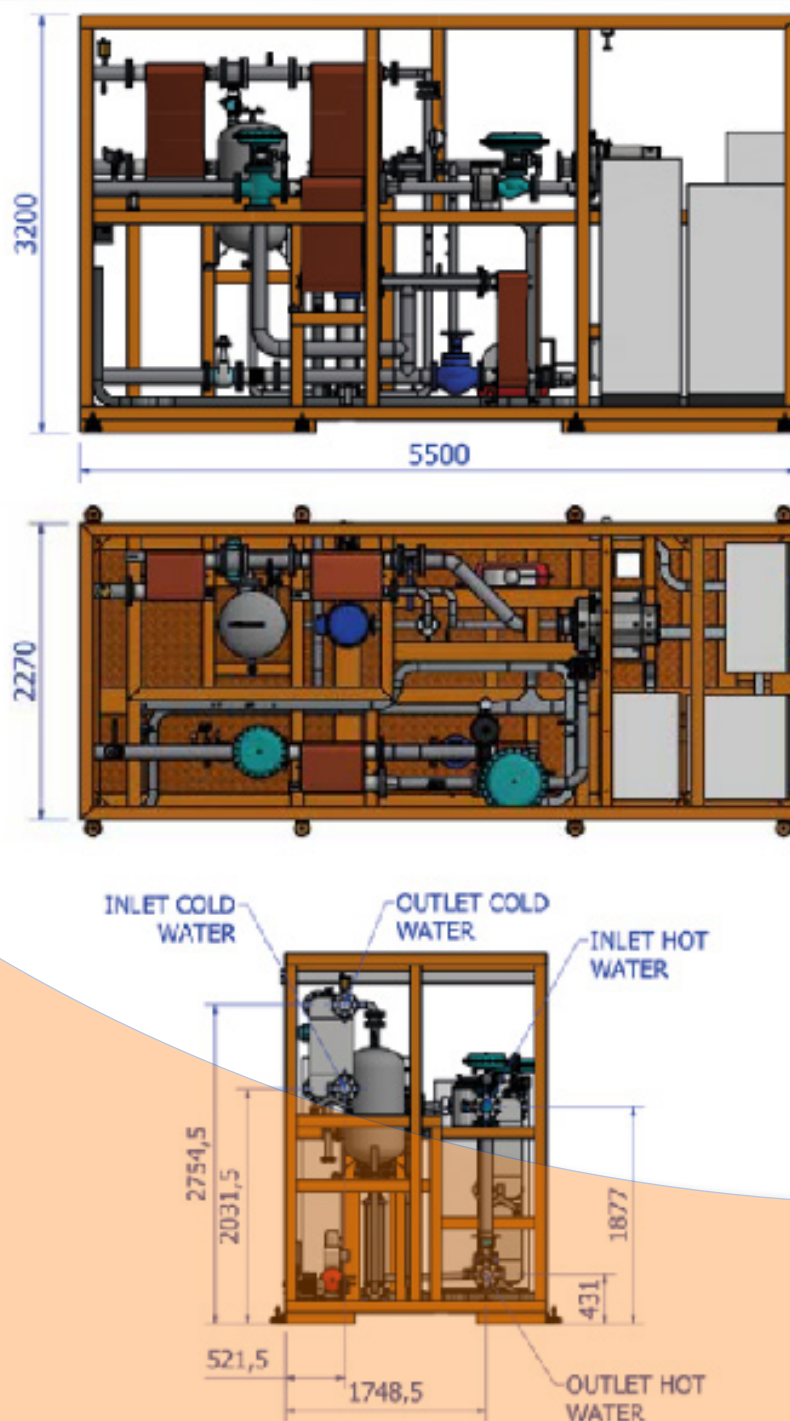 3200
5500
2270
INLET COLD
WATER
OUTLET COLD
WATER
INLET HOT
WATER
2754,5
2031,5
1877
431
521,5
1748,5
OUTLET HOT
WATER